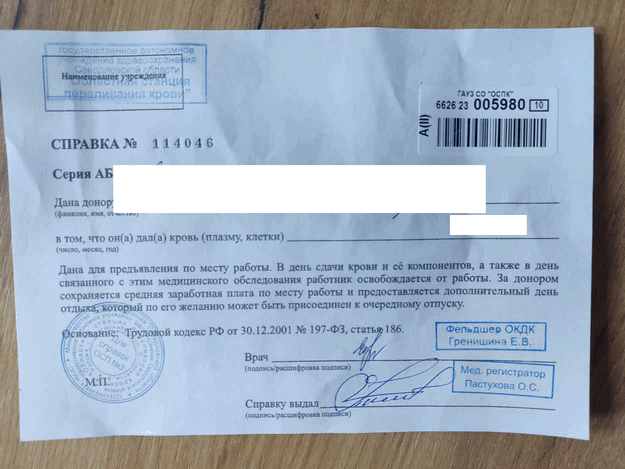 государственное автономное
учреждение здравоохранения
Свердловской области
"Областная станция
переливания крови"
Наименование учреждения
ГАУЗ СО "ОСПК"
6626 23 005980 10
A(II)
СПРАВКА № 114046
Серия АБ
Дана донору
(фамилия, имя, отчество)
в том, что он(а) дал(а) кровь (плазму, клетки)
(число, месяц, год)
Дана для предъявления по месту работы. В день сдачи крови и её компонентов, а также в день
связанного с этим медицинского обследования работник освобождается от работы. За донором
сохраняется средняя заработная плата по месту работы и предоставляется дополнительный день
отдыха, который по его желанию может быть присоединен к очередному отпуску.
Основание: Трудовой кодекс РФ от 30.12.2001 № 197-ФЗ, статья 186.
Фельдшер ОКДК
Гренишина Е.В.
Врач
(подпись/расшифровка подписи)
Для
справок
ОСП №3
М.П.
Мед. регистратор
Пастухова О.С.
Справку выдал
(подпись/расшифровка подписи)